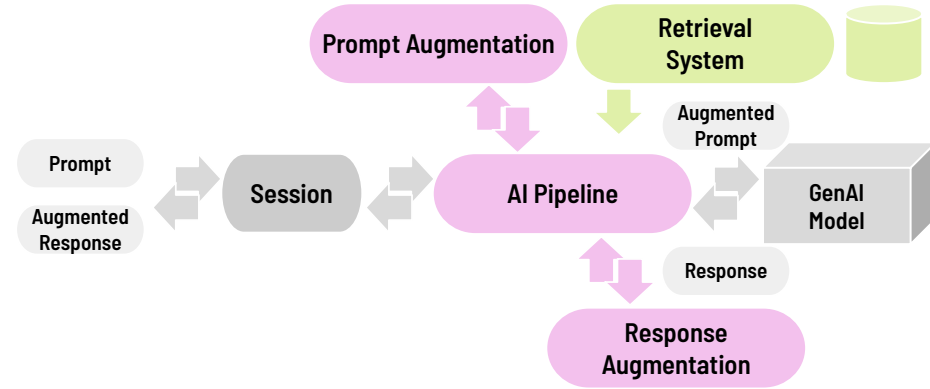 Prompt Augmentation
Retrieval
System
Augmented
Prompt
Prompt
Augmented
Response
Session
AI Pipeline
GenAI
Model
Response
Response
Augmentation